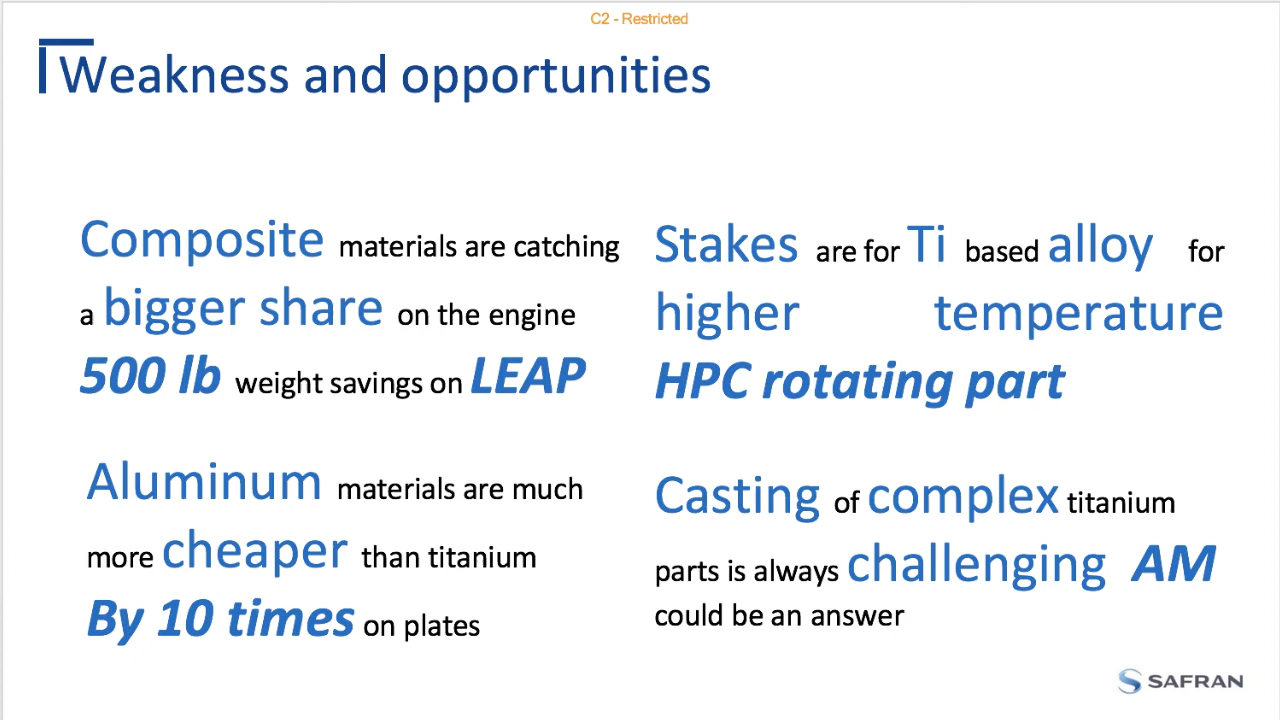 C2 - Restricted
Weakness and opportunities
Composite materials are catching
a bigger share on the engine
500 lb weight savings on LEAP
Aluminum materials are much
more cheaper than titanium
By 10 times on plates
Stakes are for Ti based alloy for
higher temperature
HPC rotating part
Casting of complex titanium
parts is always challenging AM
could be an answer
SAFRAN